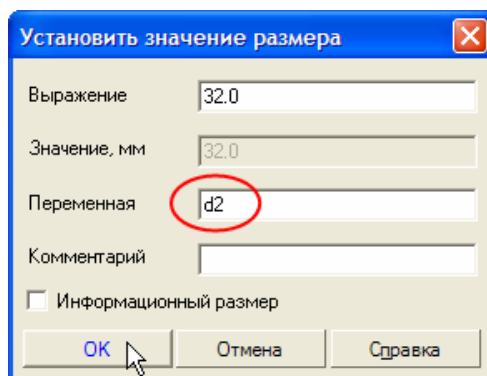 Установить значение размера
Выражение 32.0
Значение, мм 32.0
Переменная d2
Комментарий
Информационный размер
OK Отмена Справка